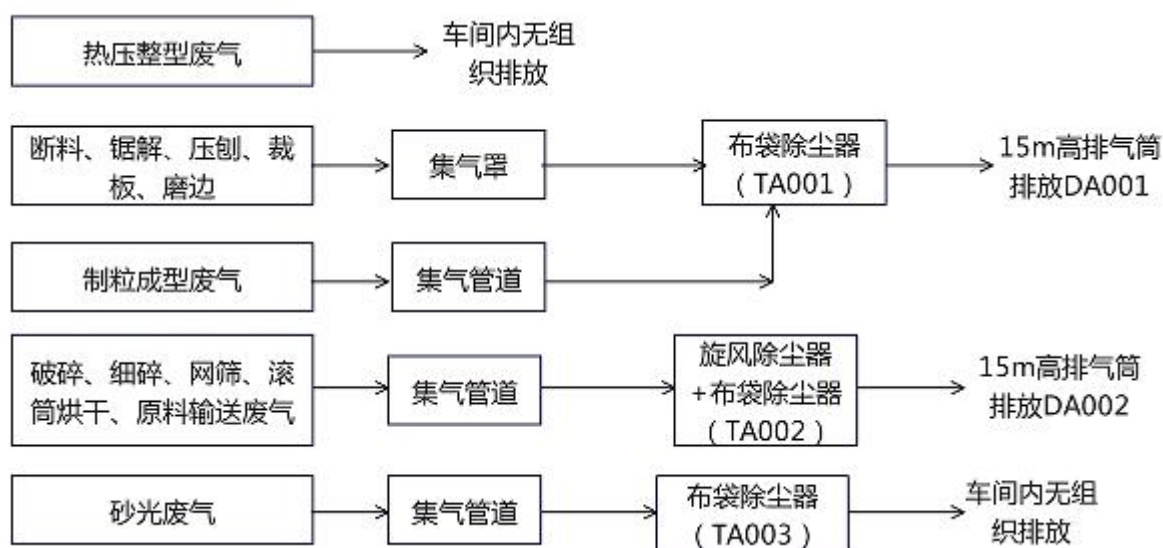 热压整型废气
车间内无组
织排放
断料、锯解、压刨、裁
板、磨边
集气罩
布袋除尘器
（TA001）
15m高排气筒
排放DA001
制粒成型废气
集气管道
破碎、细碎、网筛、滚
筒烘干、原料输送废气
集气管道
旋风除尘器
+布袋除尘器
（TA002）
15m高排气筒
排放DA002
砂光废气
集气管道
布袋除尘器
（TA003）
车间内无组
织排放